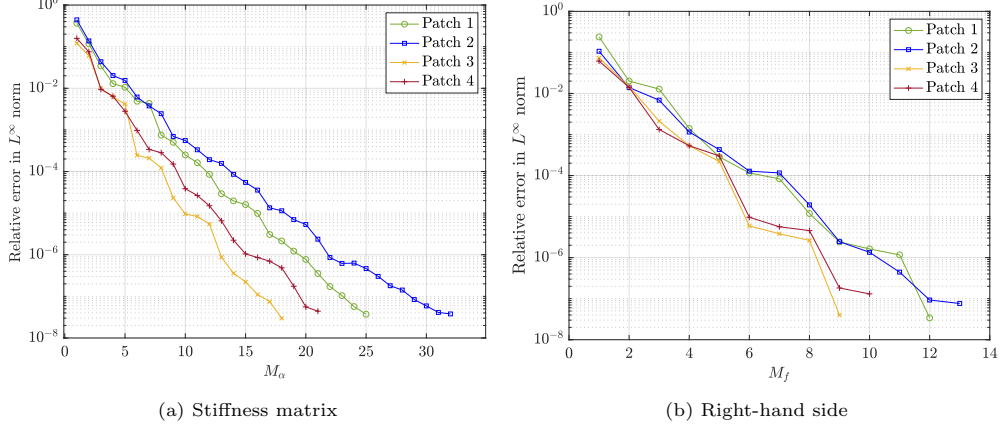 10^0
10^{-2}
10^{-4}
10^{-6}
10^{-8}
Relative error in L^∞ norm
0 5 10 15 20 25 30
M_α
Patch 1
Patch 2
Patch 3
Patch 4
(a) Stiffness matrix
10^0
10^{-2}
10^{-4}
10^{-6}
10^{-8}
Relative error in L^∞ norm
0 2 4 6 8 10 12 14
M_f
Patch 1
Patch 2
Patch 3
Patch 4
(b) Right-hand side